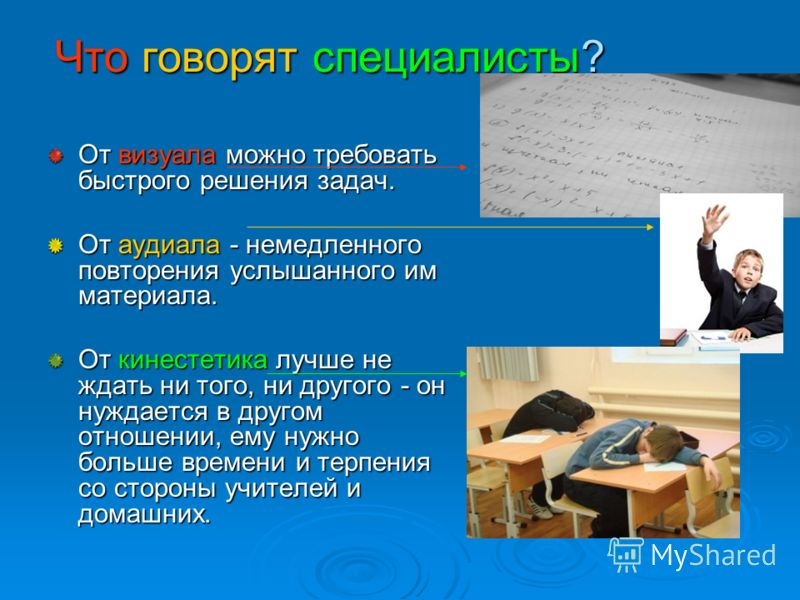 Что говорят специалисты?
От визуала можно требовать
быстрого решения задач.
От аудиала - немедленного
повторения услышанного им
материала.
От кинестетика лучше не
ждать ни того, ни другого - он
нуждается в другом
отношении, ему нужно
больше времени и терпения
со стороны учителей и
домашних.
MyShared